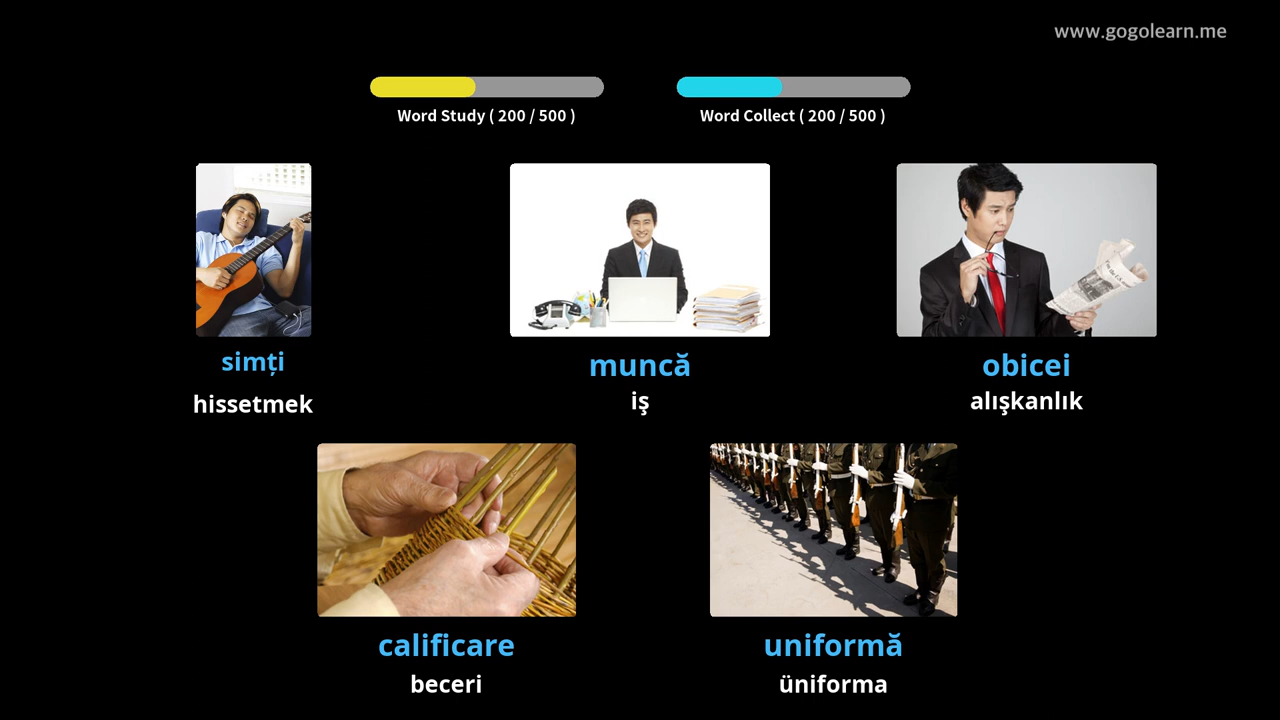 www.gogolearn.me
Word Study ( 200 / 500 )
Word Collect ( 200 / 500 )
simți
hissetmek
muncă
iş
obicei
alışkanlık
calificare
beceri
uniformă
üniforma